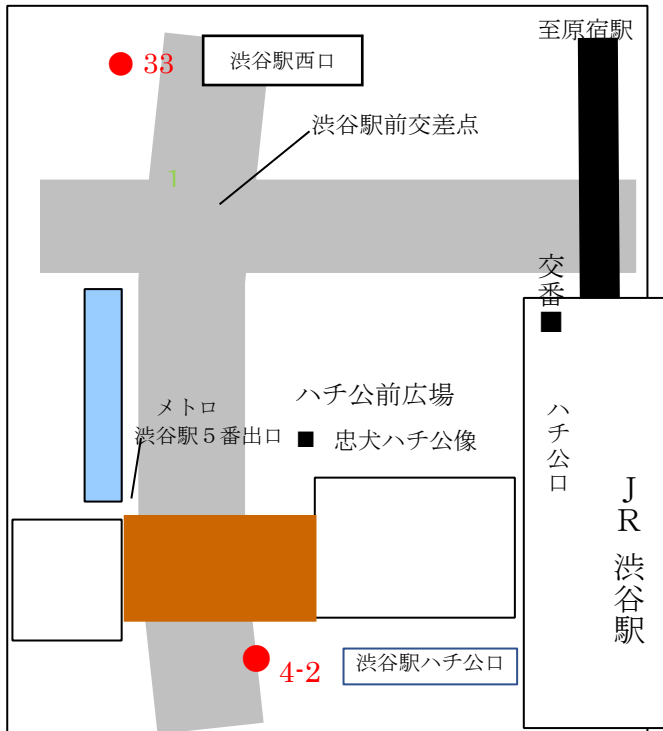 至原宿駅
33
渋谷駅西口
渋谷駅前交差点
1
交番■
ハチ公前広場
メトロ
渋谷駅５番出口
■ 忠犬ハチ公像
ハチ公口
ＪＲ 渋谷駅
4-2
渋谷駅ハチ公口